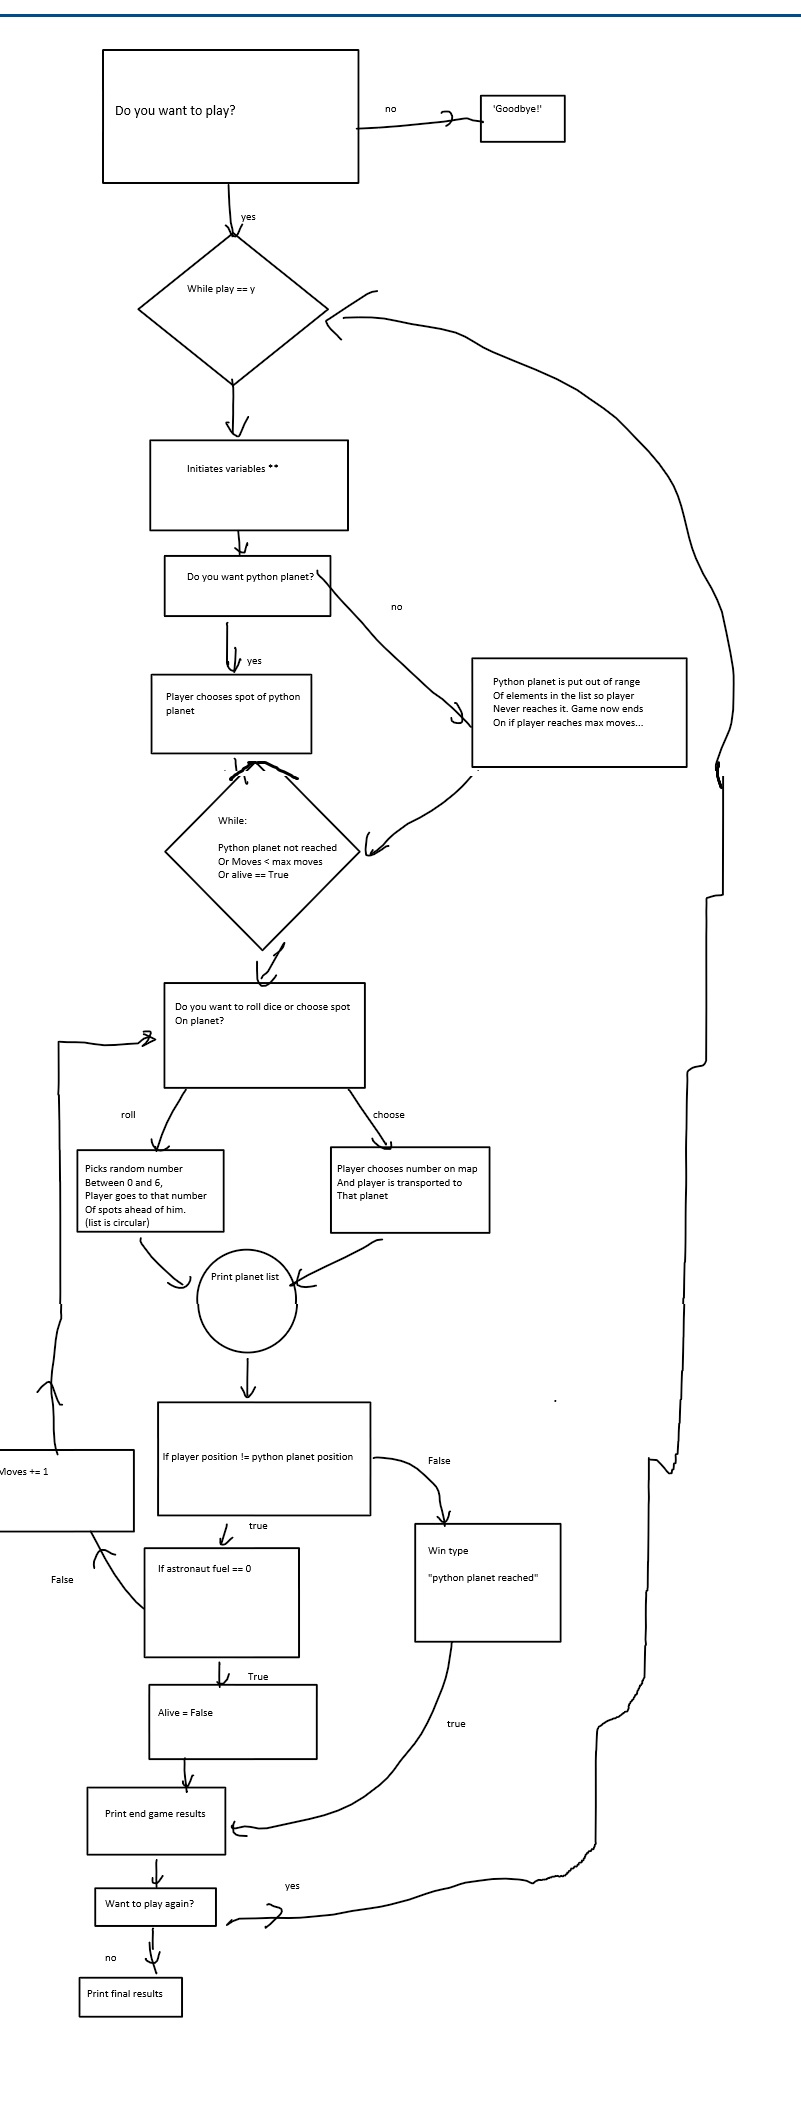 Do you want to play?
no
'Goodbye!'
yes
While play == y
Initiates variables **
Do you want python planet?
no
yes
Player chooses spot of python
planet
Python planet is put out of range
Of elements in the list so player
Never reaches it. Game now ends
On if player reaches max moves...
While:
Python planet not reached
Or Moves < max moves
Or alive == True
Do you want to roll dice or choose spot
On planet?
roll
choose
Picks random number
Between 0 and 6,
Player goes to that number
Of spots ahead of him.
(list is circular)
Player chooses number on map
And player is transported to
That planet
Print planet list
If player position != python planet position
False
Moves += 1
true
Win type
"python planet reached"
If astronaut fuel == 0
False
True
Alive = False
true
Print end game results
yes
Want to play again?
no
Print final results